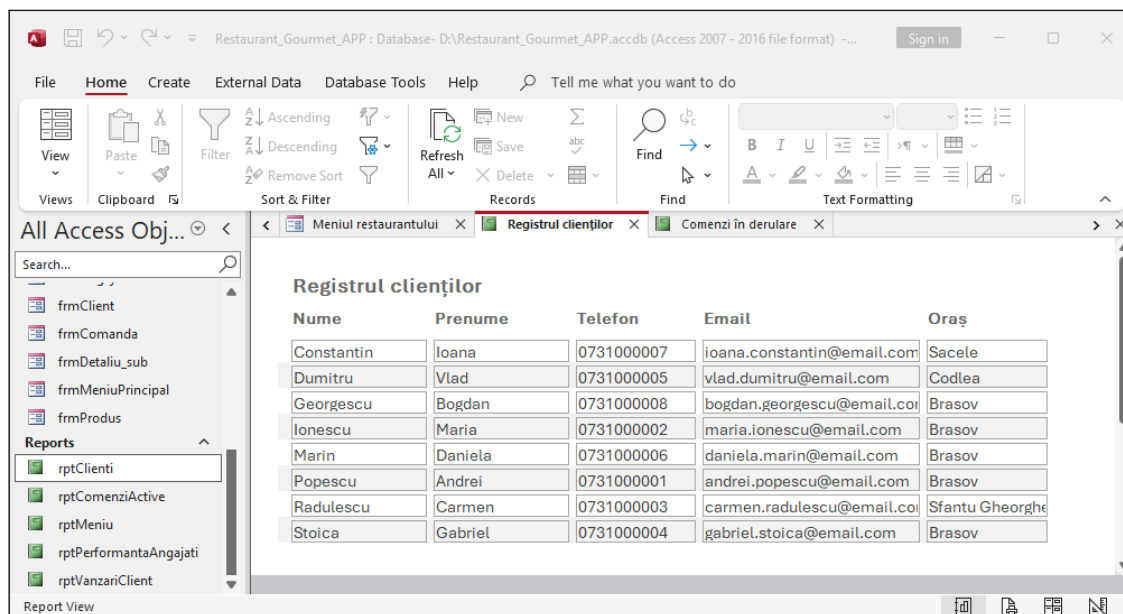 Restaurant_Gourmet_APP : Database- D:\Restaurant_Gourmet_APP.accdb (Access 2007 - 2016 file format) -... Sign in
File Home Create External Data Database Tools Help Tell me what you want to do
View Paste Filter Ascending Descending Remove Sort Refresh All New Save Delete Find
Views Clipboard Sort & Filter Records Find Text Formatting
All Access Obj...
Meniul restaurantului Registrul clienților Comenzi în derulare
Search...
frmClient
frmComanda
frmDetaliu_sub
frmMeniuPrincipal
frmProdus
Reports
rptClienti
rptComenziActive
rptMeniu
rptPerformantaAngajati
rptVanzariClient
Registrul clienților
Nume Prenume Telefon Email Oraș
Constantin Ioana 0731000007 ioana.constantin@email.com Sacele
Dumitru Vlad 0731000005 vlad.dumitru@email.com Codlea
Georgescu Bogdan 0731000008 bogdan.georgescu@email.co Brasov
Ionescu Maria 0731000002 maria.ionescu@email.com Brasov
Marin Daniela 0731000006 daniela.marin@email.com Brasov
Popescu Andrei 0731000001 andrei.popescu@email.com Brasov
Radulescu Carmen 0731000003 carmen.radulescu@email.co Sfantu Gheorghe
Stoica Gabriel 0731000004 gabriel.stoica@email.com Brasov
Report View